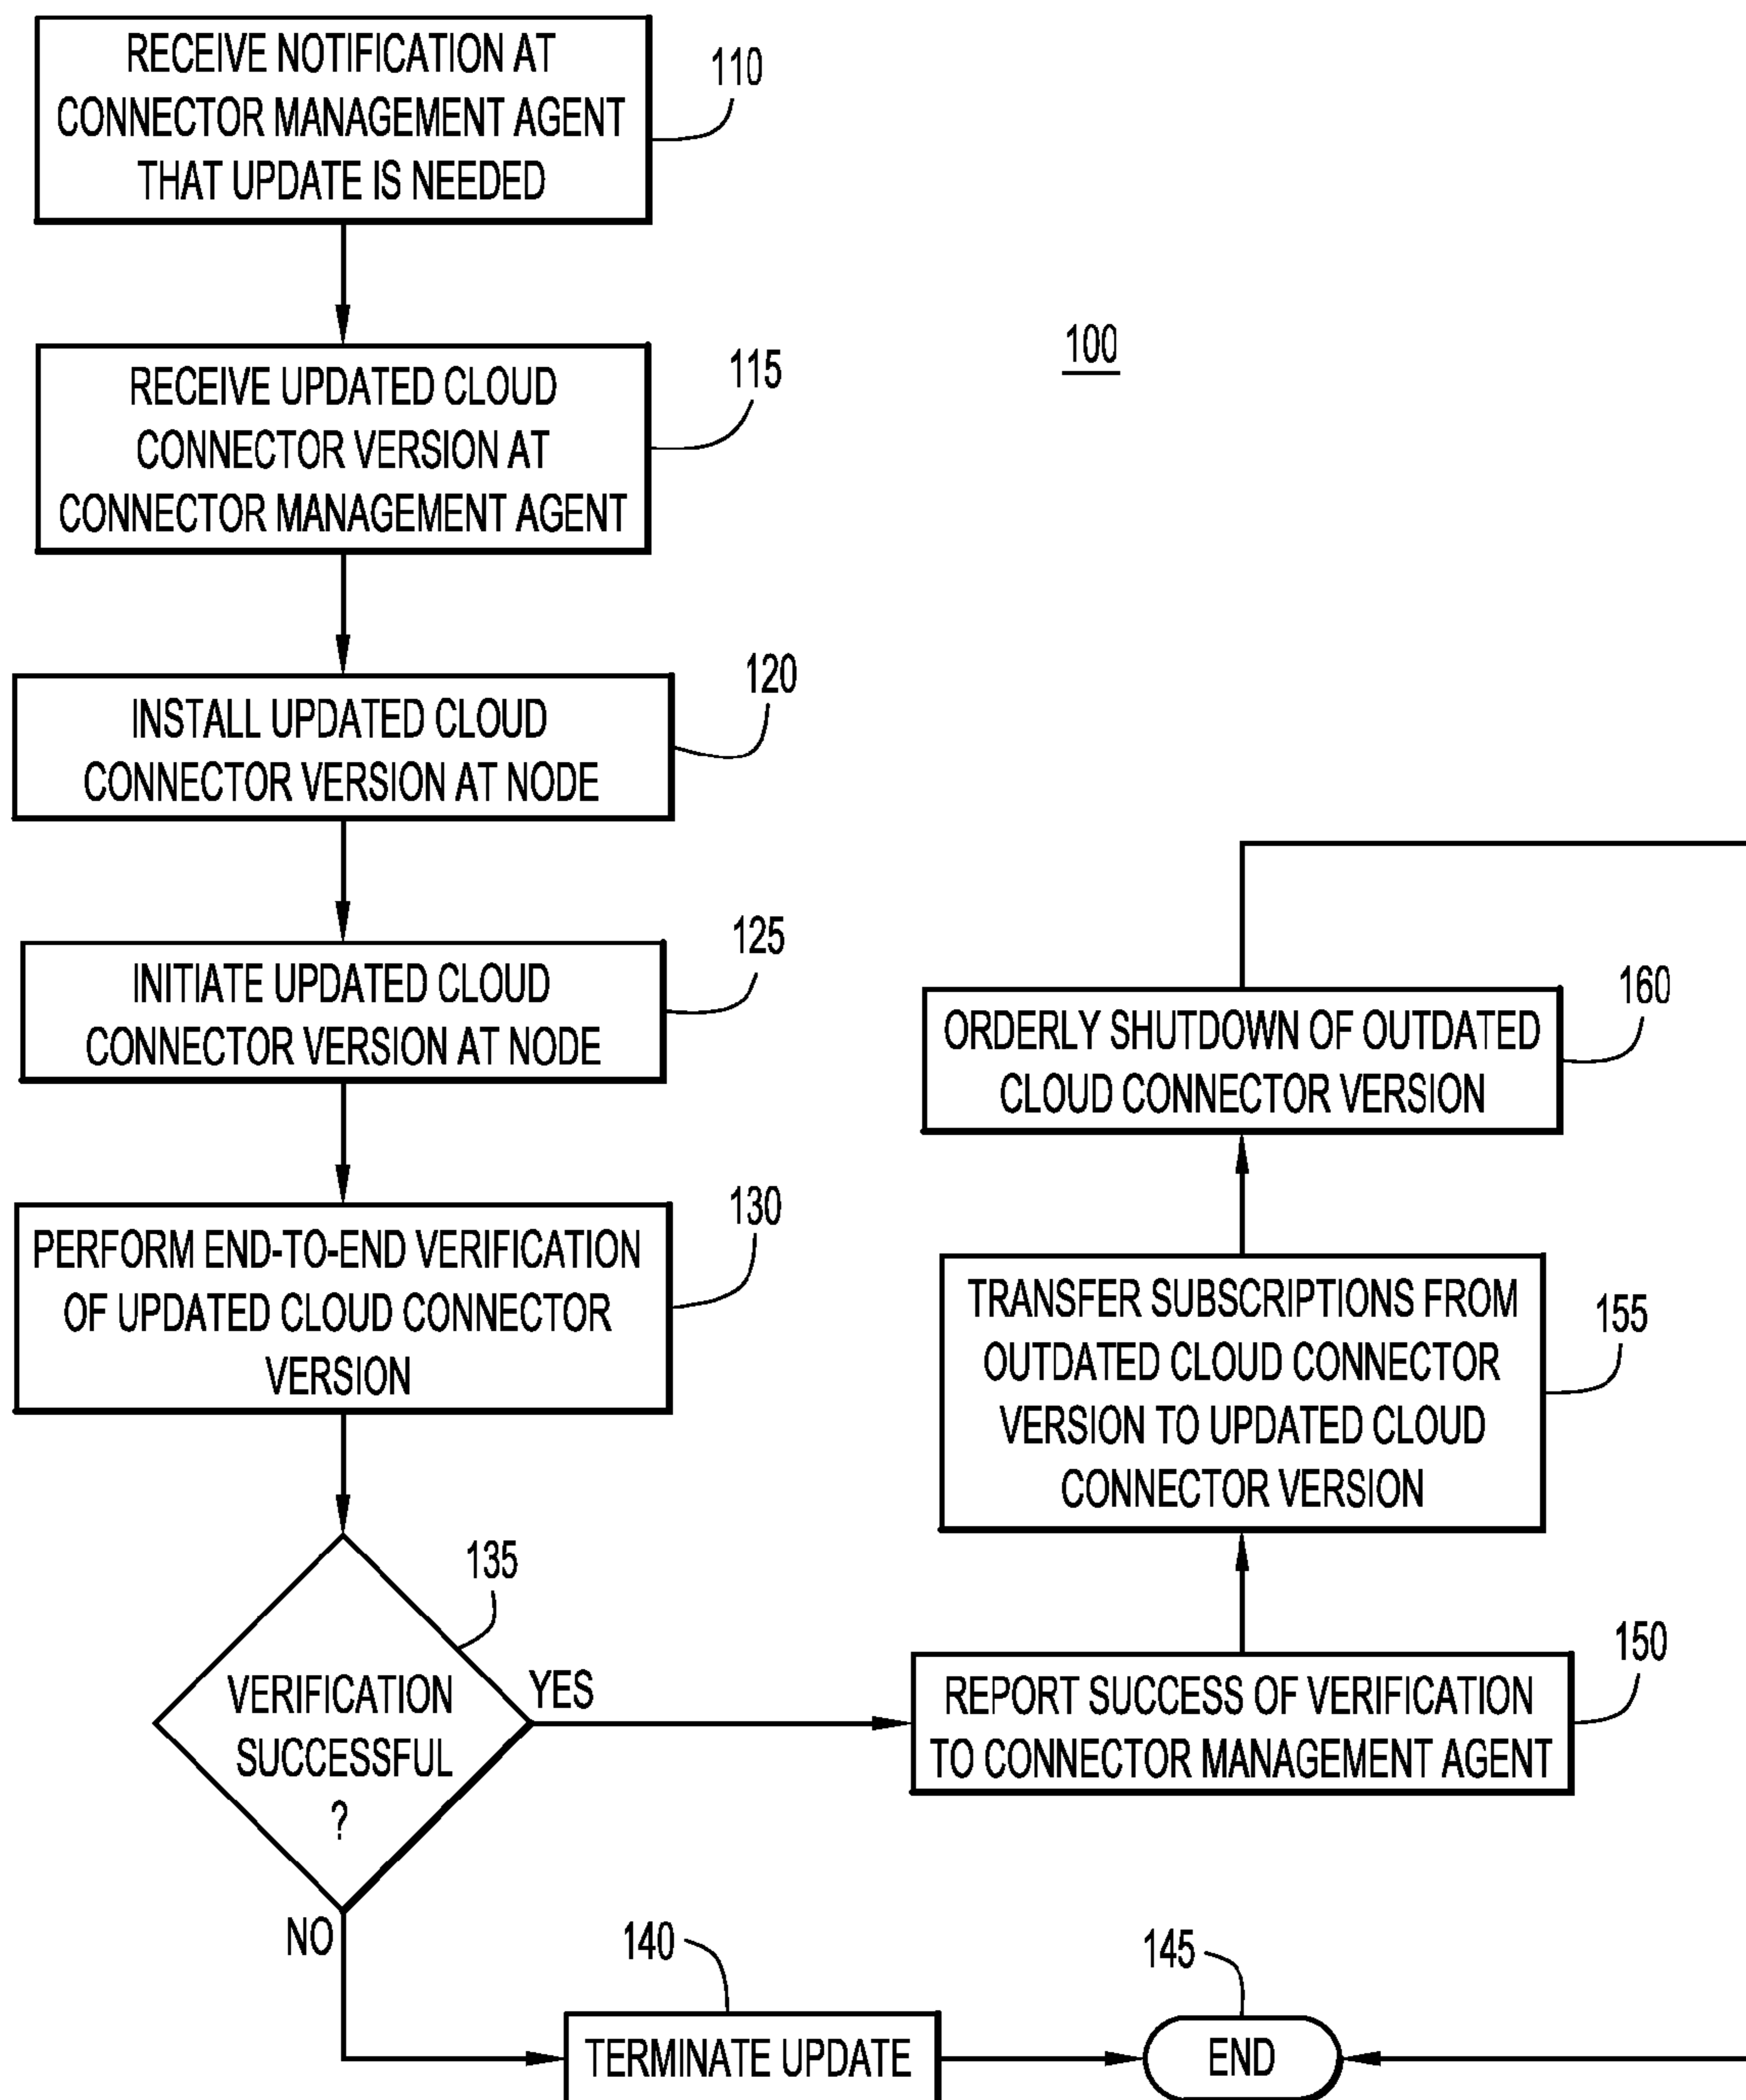 RECEIVE NOTIFICATION AT
CONNECTOR MANAGEMENT AGENT
THAT UPDATE IS NEEDED
110
100
RECEIVE UPDATED CLOUD
CONNECTOR VERSION AT
CONNECTOR MANAGEMENT AGENT
115
INSTALL UPDATED CLOUD
CONNECTOR VERSION AT NODE
120
INITIATE UPDATED CLOUD
CONNECTOR VERSION AT NODE
125
PERFORM END-TO-END VERIFICATION
OF UPDATED CLOUD CONNECTOR
VERSION
130
VERIFICATION
SUCCESSFUL
?
135
YES
NO
TERMINATE UPDATE
140
END
145
REPORT SUCCESS OF VERIFICATION
TO CONNECTOR MANAGEMENT AGENT
150
TRANSFER SUBSCRIPTIONS FROM
OUTDATED CLOUD CONNECTOR
VERSION TO UPDATED CLOUD
CONNECTOR VERSION
155
ORDERLY SHUTDOWN OF OUTDATED
CLOUD CONNECTOR VERSION
160